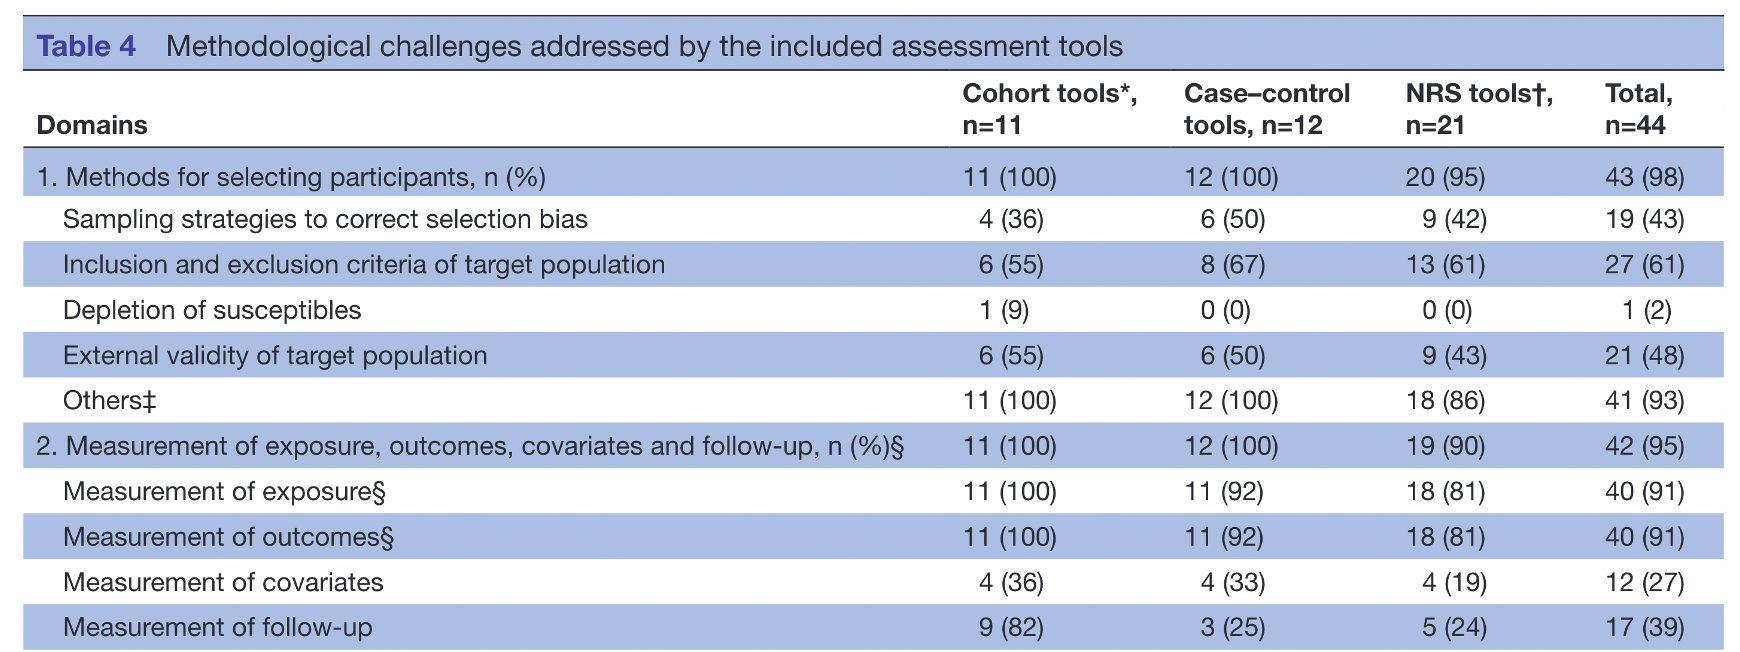 Table 4 Methodological challenges addressed by the included assessment tools
Domains Cohort tools*, n=11 Case–control tools, n=12 NRS tools†, n=21 Total, n=44
1. Methods for selecting participants, n (%) 11 (100) 12 (100) 20 (95) 43 (98)
Sampling strategies to correct selection bias 4 (36) 6 (50) 9 (42) 19 (43)
Inclusion and exclusion criteria of target population 6 (55) 8 (67) 13 (61) 27 (61)
Depletion of susceptibles 1 (9) 0 (0) 0 (0) 1 (2)
External validity of target population 6 (55) 6 (50) 9 (43) 21 (48)
Others‡ 11 (100) 12 (100) 18 (86) 41 (93)
2. Measurement of exposure, outcomes, covariates and follow-up, n (%)§ 11 (100) 12 (100) 19 (90) 42 (95)
Measurement of exposure§ 11 (100) 11 (92) 18 (81) 40 (91)
Measurement of outcomes§ 11 (100) 11 (92) 18 (81) 40 (91)
Measurement of covariates 4 (36) 4 (33) 4 (19) 12 (27)
Measurement of follow-up 9 (82) 3 (25) 5 (24) 17 (39)